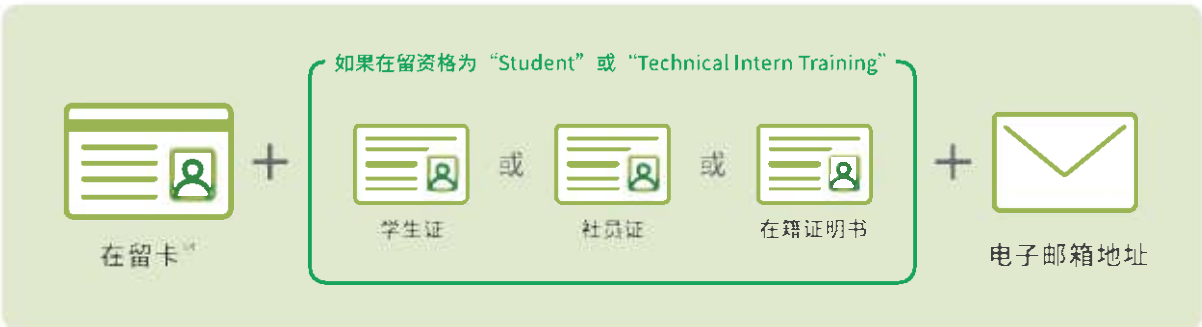 如果在留资格为“Student”或“Technical Intern Training”
+
或
或
+
学生证
社员证
在籍证明书
在留卡
电子邮箱地址